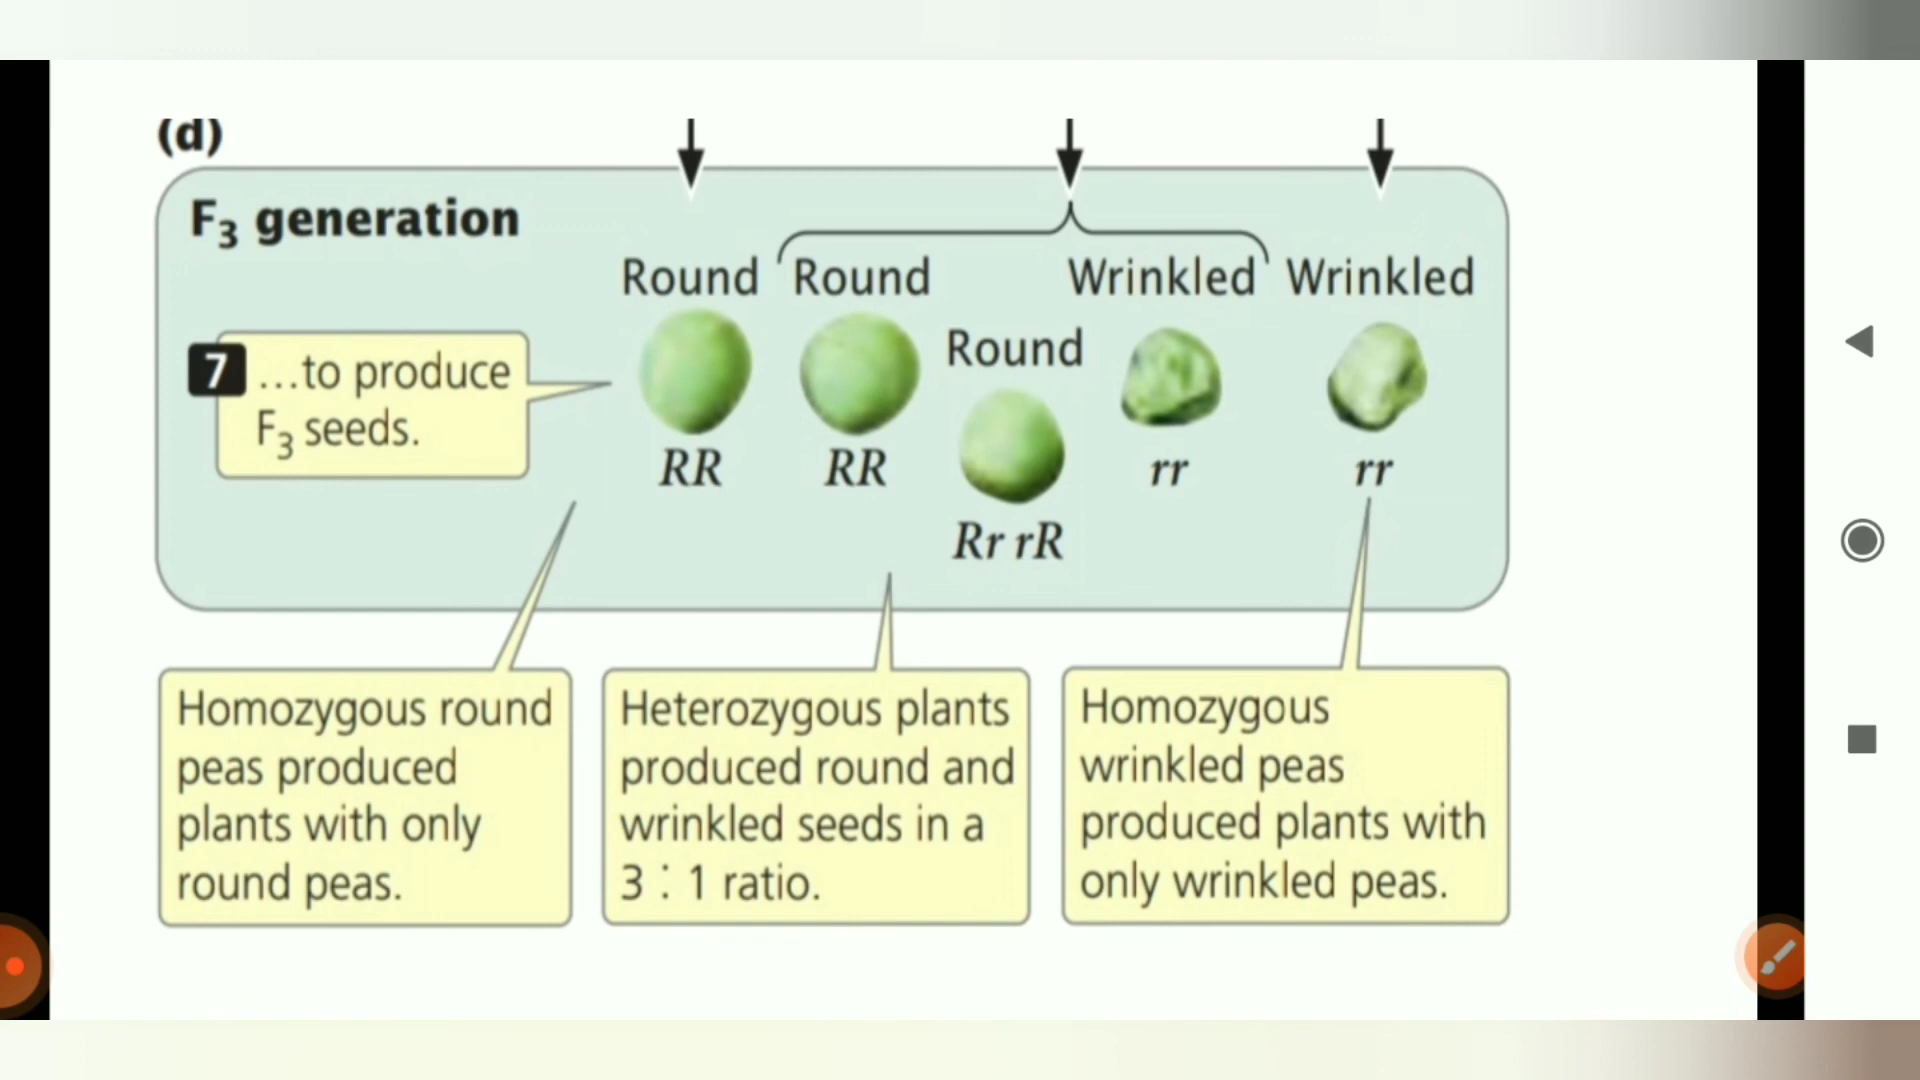 (d)
F3 generation
Round Round Wrinkled Wrinkled
Round
7 ...to produce
F3 seeds.
RR RR rr rr
Rr rR
Homozygous round
peas produced
plants with only
round peas.
Heterozygous plants
produced round and
wrinkled seeds in a
3 : 1 ratio.
Homozygous
wrinkled peas
produced plants with
only wrinkled peas.